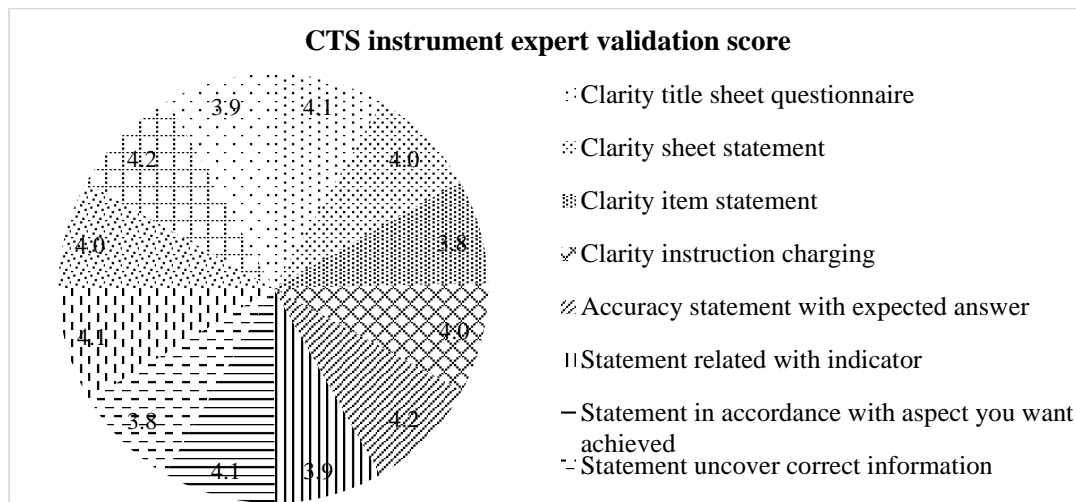 CTS instrument expert validation score
3.9
4.1
4.2
4.0
4.0
3.8
4.1
4.0
3.8
4.2
4.1
3.9
Clarity title sheet questionnaire
Clarity sheet statement
Clarity item statement
Clarity instruction charging
Accuracy statement with expected answer
Statement related with indicator
Statement in accordance with aspect you want
achieved
Statement uncover correct information